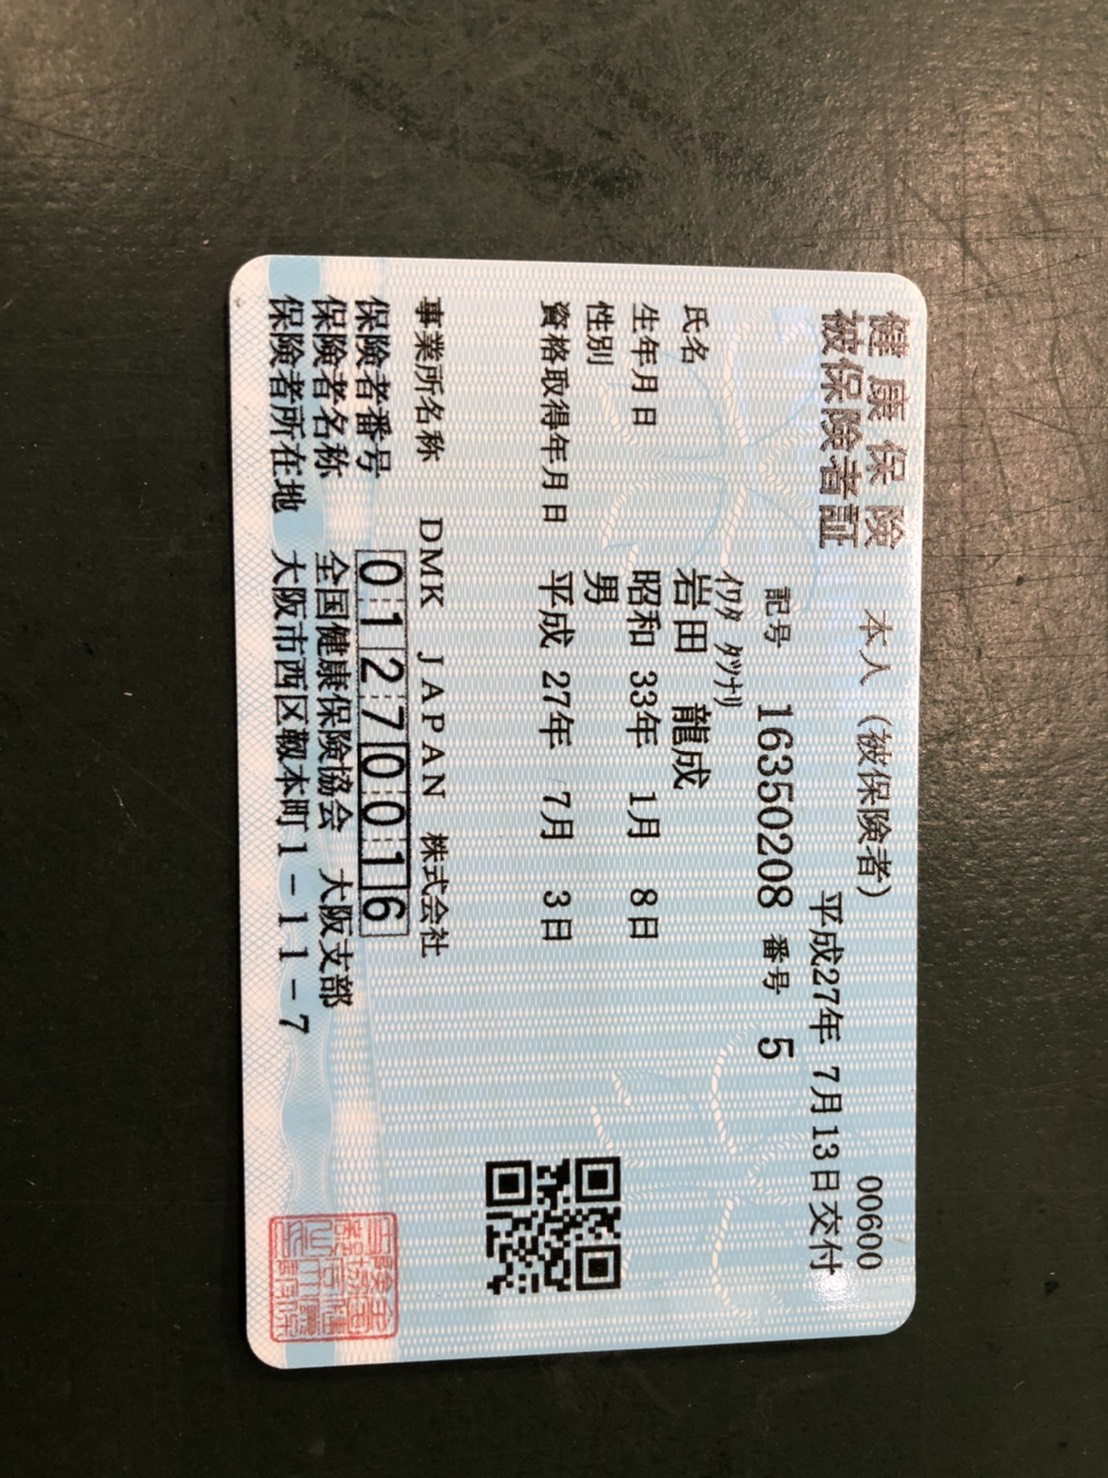 健康保険
被保険者証
本人（被保険者）
00600
平成27年 7月13日交付
記号 16350208 番号 5
ｲﾜﾀ ﾀﾂﾅﾘ
氏名 岩田 龍成
生年月日 昭和 33年 1月 8日
性別 男
資格取得年月日 平成 27年 7月 3日
事業所名称 DMK JAPAN 株式会社
保険者番号 01270016
保険者名称 全国健康保険協会 大阪支部
保険者所在地 大阪市西区靱本町1-11-7